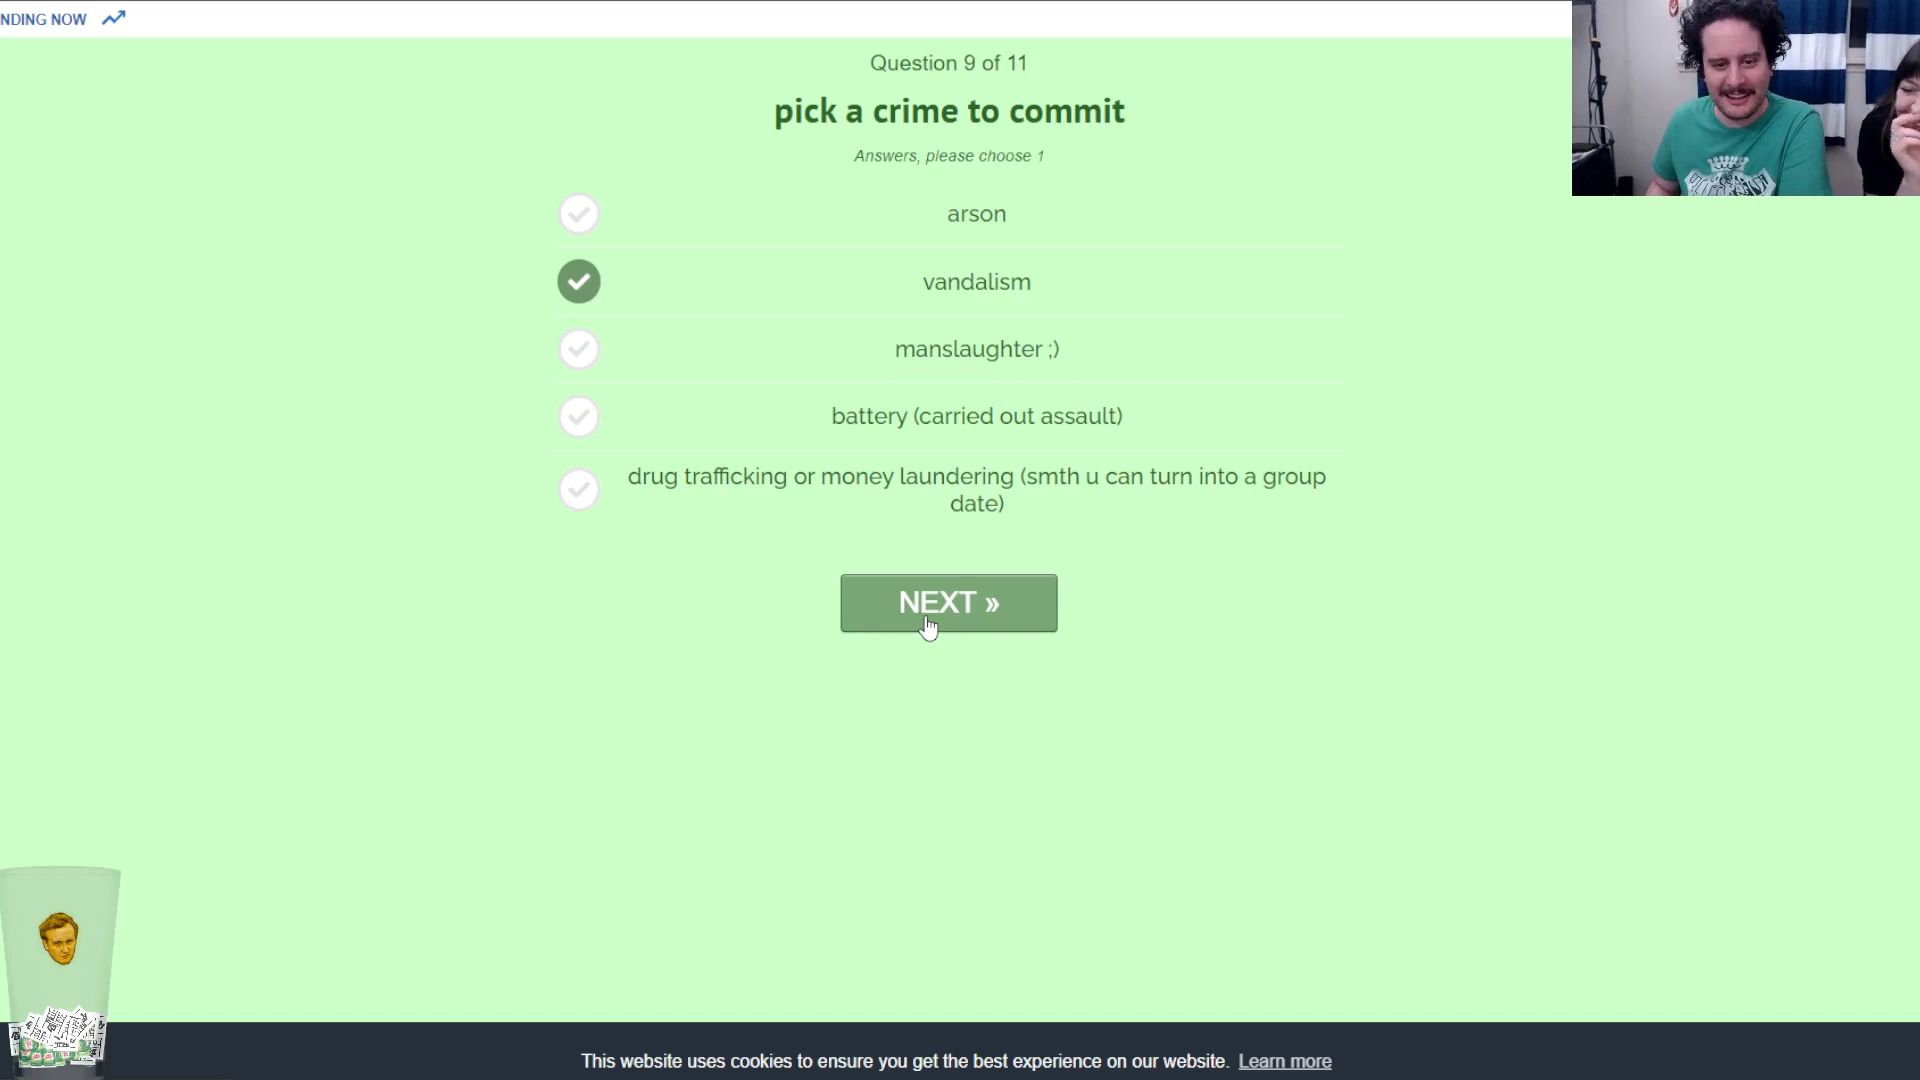 NDING NOW
Question 9 of 11
pick a crime to commit
Answers, please choose 1
arson
vandalism
manslaughter ;)
battery (carried out assault)
drug trafficking or money laundering (smth u can turn into a group
date)
NEXT »
This website uses cookies to ensure you get the best experience on our website. Learn more